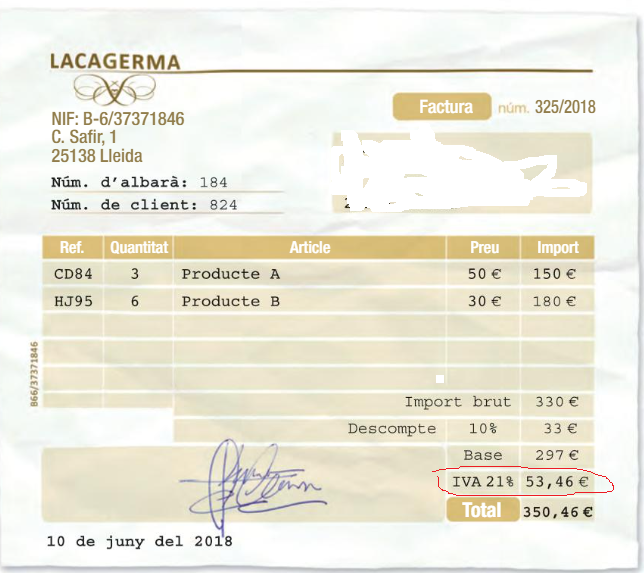 LACAGERMA
Factura núm. 325/2018
NIF: B-6/37371846
C. Safir, 1
25138 Lleida
Núm. d'albarà: 184
Núm. de client: 824
Ref. Quantitat Article Preu Import
CD84 3 Producte A 50 € 150 €
HJ95 6 Producte B 30 € 180 €
B66/37371846
Import brut 330 €
Descompte 10% 33 €
Base 297 €
IVA 21% 53,46 €
Total 350,46 €
10 de juny del 2018